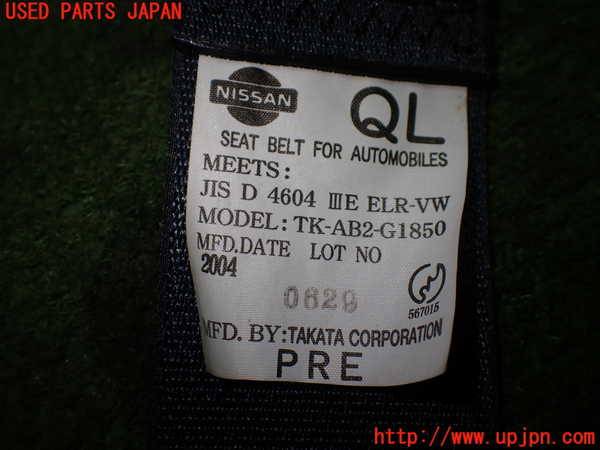 USED PARTS JAPAN
NISSAN
QL
SEAT BELT FOR AUTOMOBILES
MEETS:
JIS D 4604 ⅢE ELR-VW
MODEL: TK-AB2-G1850
MFD.DATE LOT NO
2004
0629
567015
MFD. BY: TAKATA CORPORATION
PRE
http://www.upjpn.com